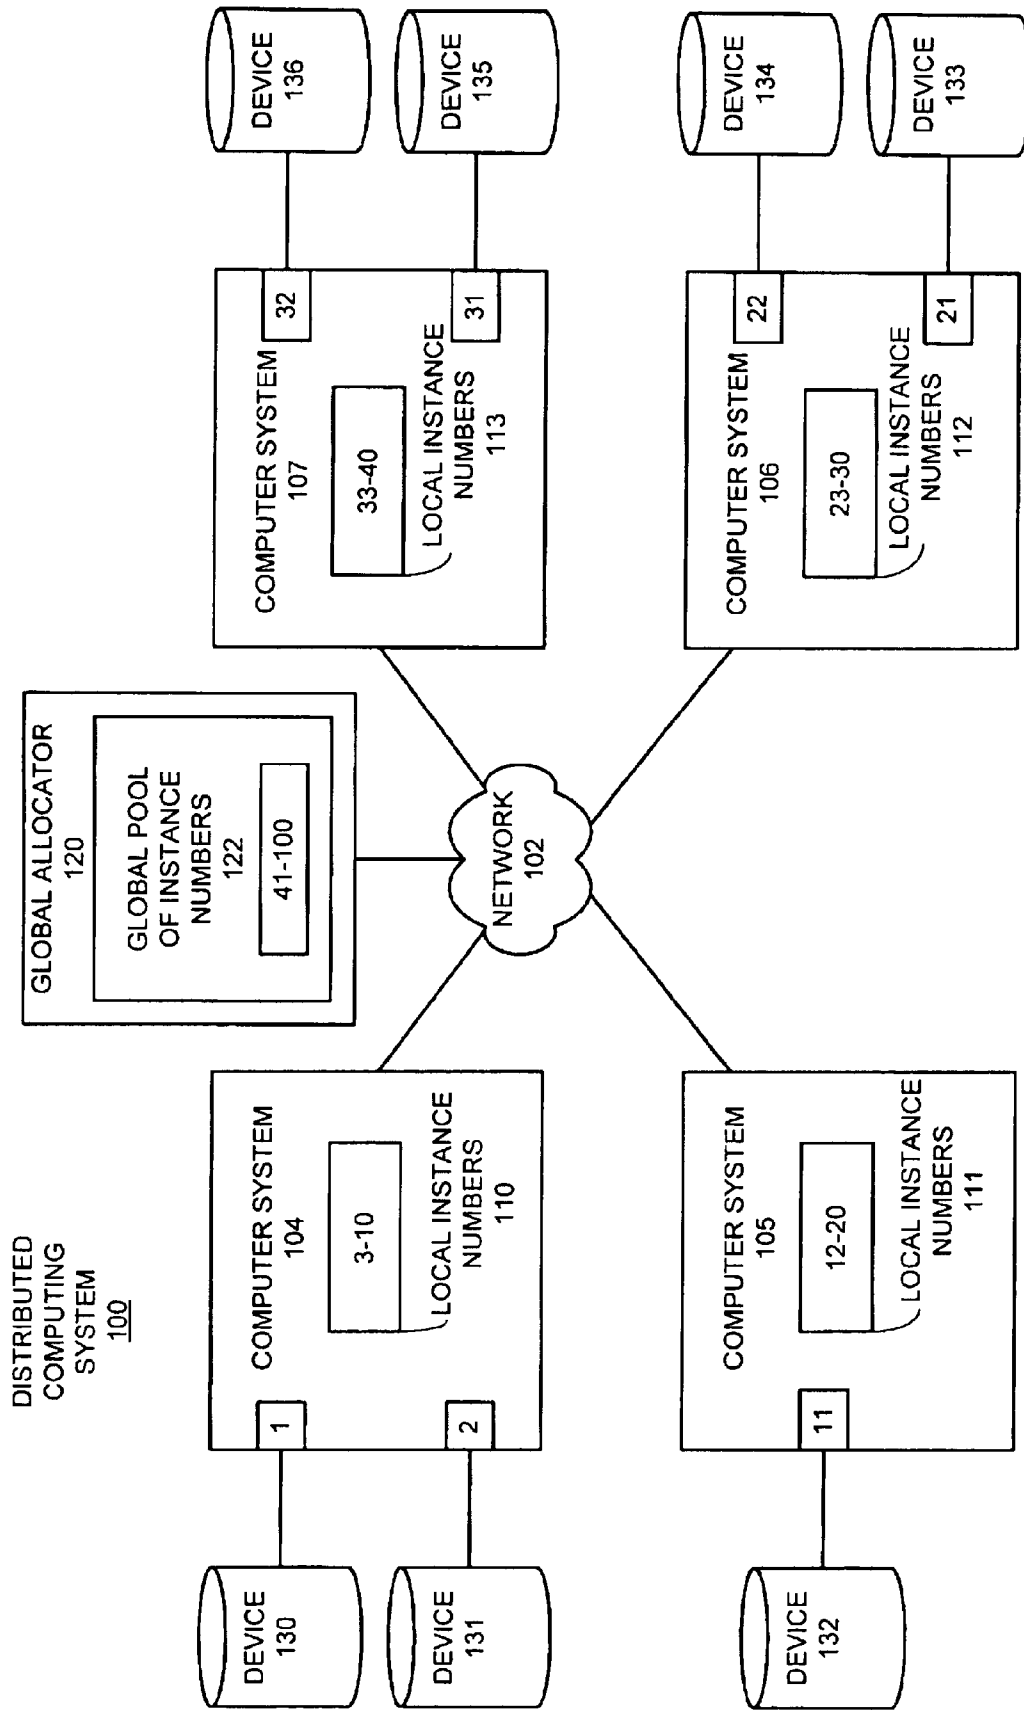 DISTRIBUTED
COMPUTING
SYSTEM
100
GLOBAL ALLOCATOR
120
GLOBAL POOL
OF INSTANCE
NUMBERS
122
41-100
DEVICE
130
DEVICE
131
1
2
COMPUTER SYSTEM
104
3-10
LOCAL INSTANCE
NUMBERS
110
NETWORK
102
COMPUTER SYSTEM
107
33-40
LOCAL INSTANCE
NUMBERS
113
32
31
DEVICE
136
DEVICE
135
DEVICE
132
11
COMPUTER SYSTEM
105
12-20
LOCAL INSTANCE
NUMBERS
111
COMPUTER SYSTEM
106
23-30
LOCAL INSTANCE
NUMBERS
112
22
21
DEVICE
134
DEVICE
133